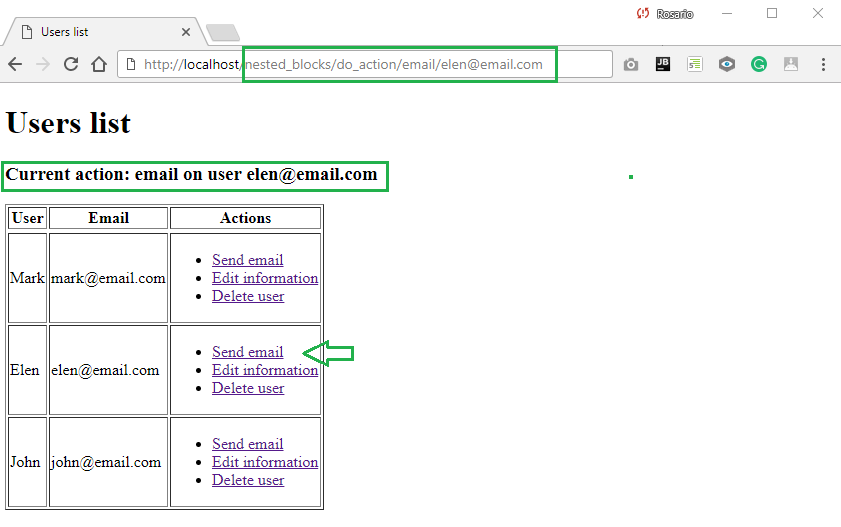 Rosario
Users list
http://localhost/nested_blocks/do_action/email/elen@email.com
JB
G
Users list
Current action: email on user elen@email.com
User Email Actions
Mark mark@email.com
Send email
Edit information
Delete user
Elen elen@email.com
Send email
Edit information
Delete user
John john@email.com
Send email
Edit information
Delete user